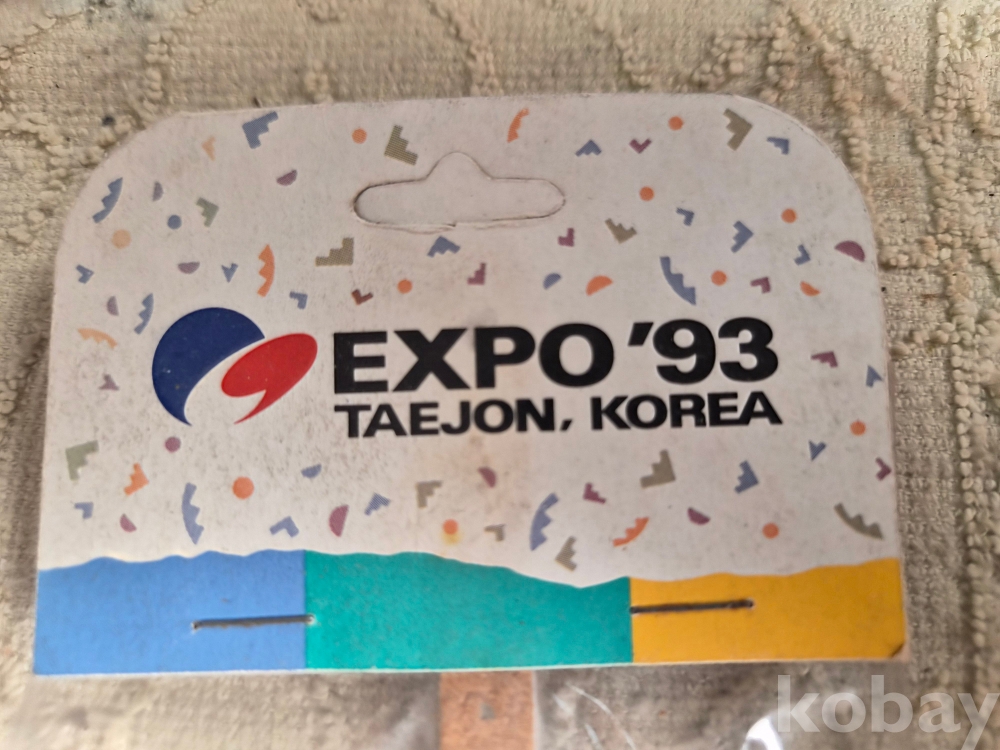 EXPO '93
TAEJON, KOREA
kobay